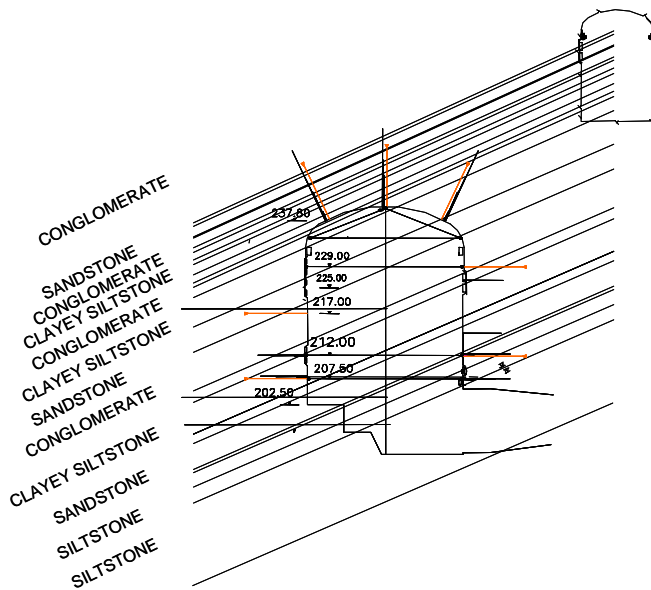 CONGLOMERATE
SANDSTONE
CONGLOMERATE
CLAYEY SILTSTONE
CONGLOMERATE
CLAYEY SILTSTONE
SANDSTONE
CONGLOMERATE
CLAYEY SILTSTONE
SANDSTONE
SILTSTONE
SILTSTONE
237.60
229.00
225.00
217.00
212.00
207.50
202.50